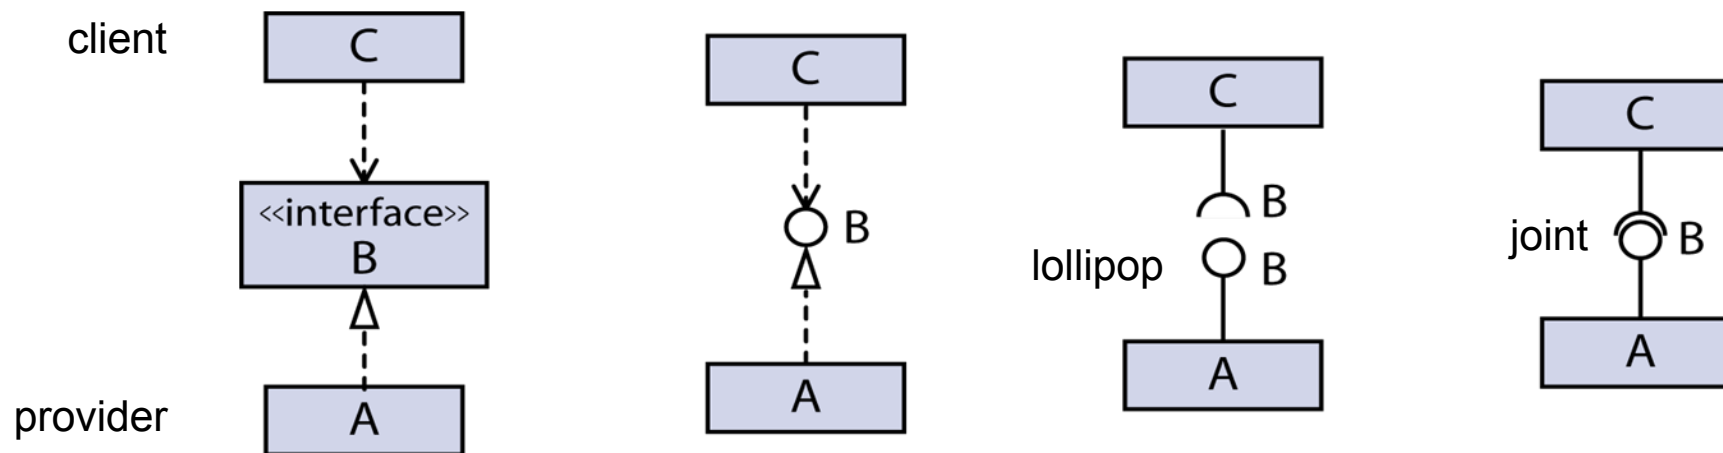 client
C
<<interface>>
B
A
provider
C
B
A
C
B
lollipop
B
A
C
joint
B
A